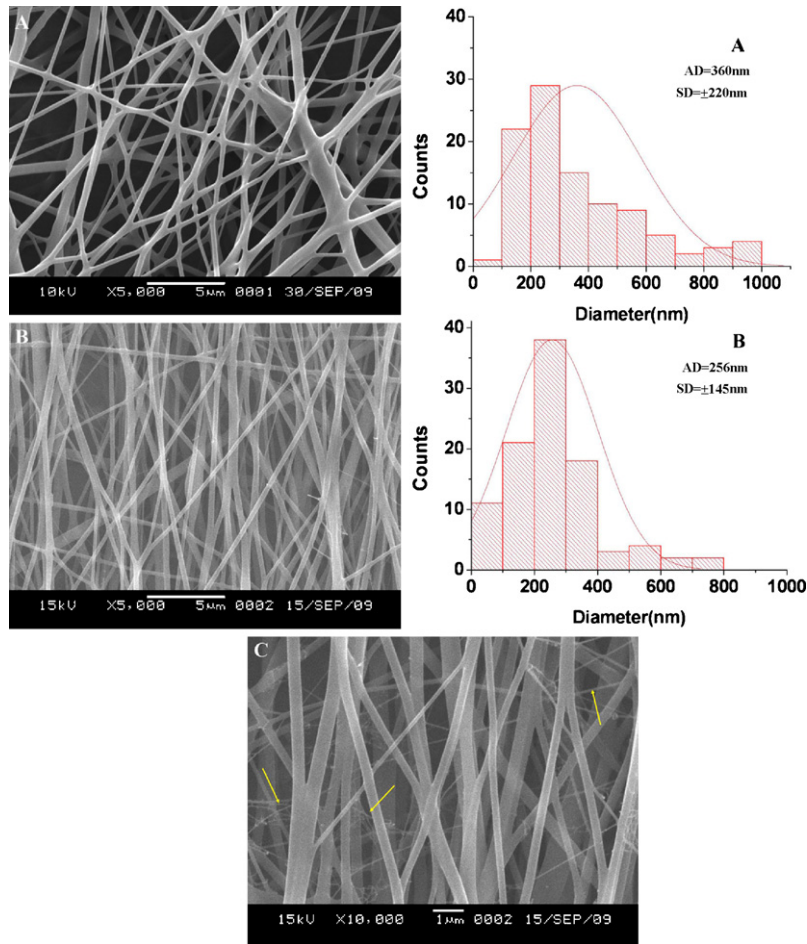 A
10kV X5,000 5μm 0001 30/SEP/09
A
AD=360nm
SD=±220nm
Counts
40
30
20
10
0
0 200 400 600 800 1000
Diameter(nm)
B
15kV X5,000 5μm 0002 15/SEP/09
B
AD=256nm
SD=±145nm
Counts
40
30
20
10
0
0 200 400 600 800 1000
Diameter(nm)
C
15kV X10,000 1μm 0002 15/SEP/09